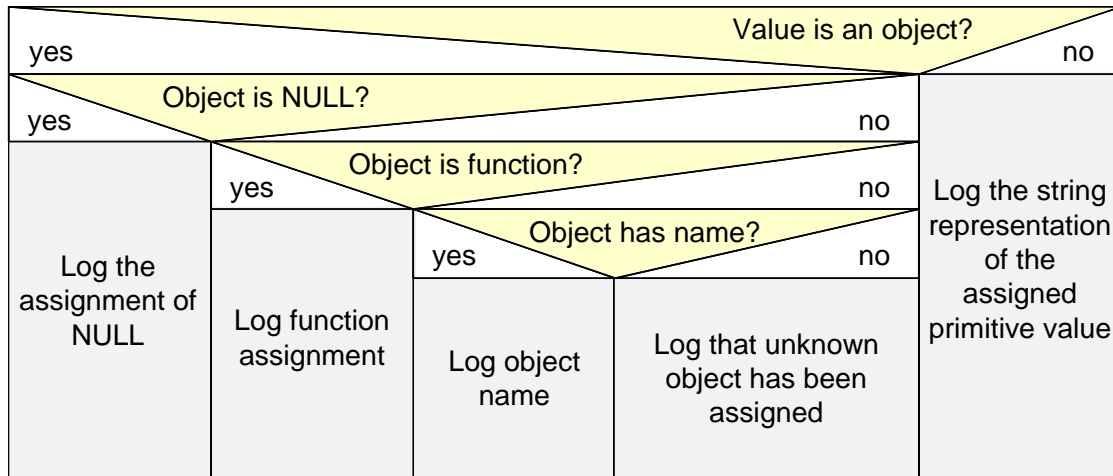 Value is an object?
yes
no
Object is NULL?
yes
no
Object is function?
yes
no
Object has name?
yes
no
Log the
assignment of
NULL
Log function
assignment
Log object
name
Log that unknown
object has been
assigned
Log the string
representation
of the
assigned
primitive value